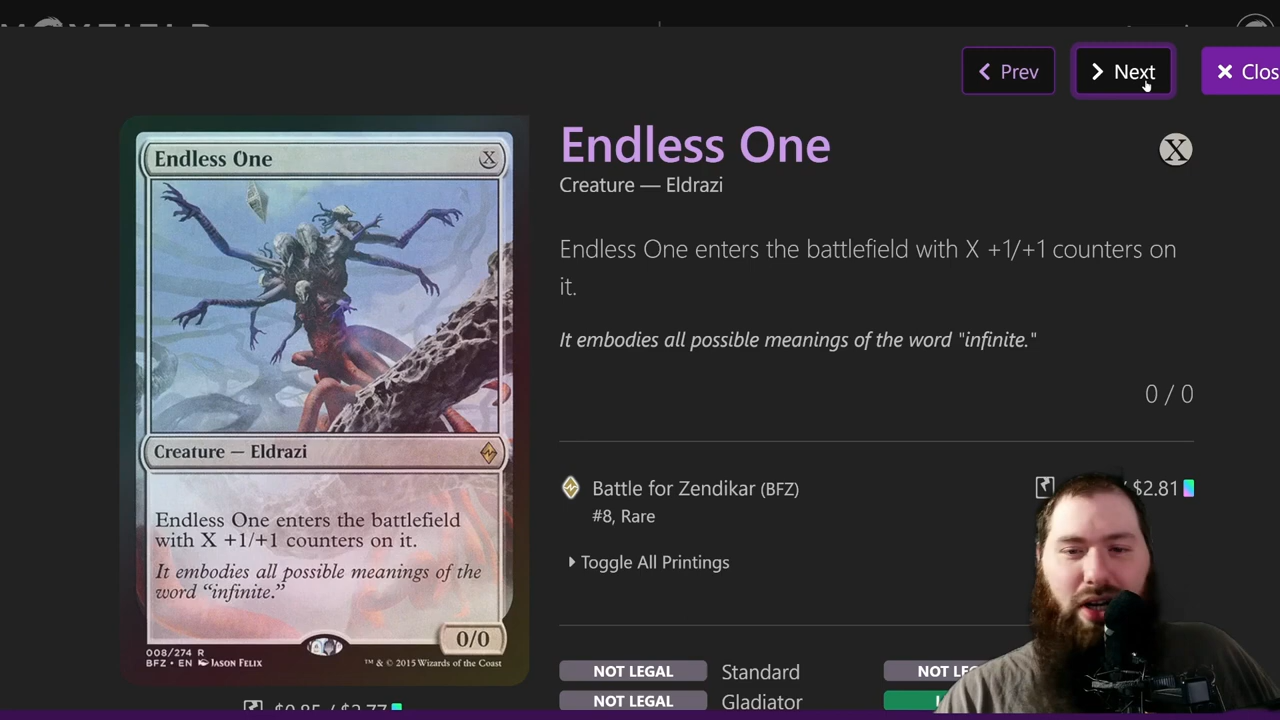 Prev
Next
Clos
Endless One
X
Creature — Eldrazi
Endless One enters the battlefield with X +1/+1 counters on
it.
It embodies all possible meanings of the word "infinite."
0 / 0
Battle for Zendikar (BFZ)
#8, Rare
/ $2.81
Toggle All Printings
NOT LEGAL Standard
NOT LEGAL Gladiator
Endless One X
Creature — Eldrazi
Endless One enters the battlefield
with X +1/+1 counters on it.
It embodies all possible meanings of the
word “infinite.”
0/0
008/274 R
BFZ • EN JASON FELIX
™ & © 2015 Wizards of the Coast
$0.85 / $2.77